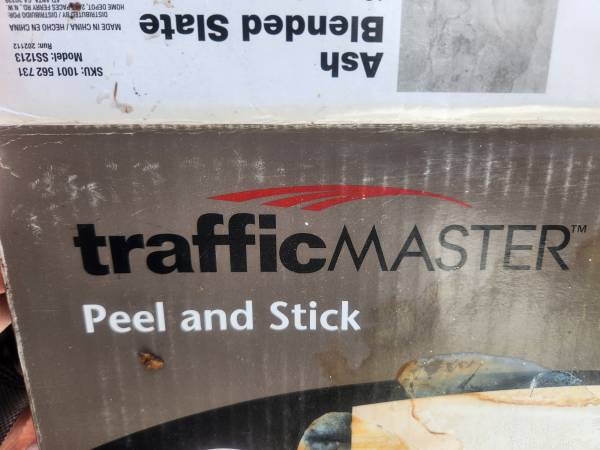 Ash
Blended Slate
SKU: 1001 562 731
Model: SS1213
Run: 202112
MADE IN CHINA / HECHO EN CHINA
DISTRIBUTED BY / DISTRIBUIDO POR:
trafficMASTER™
Peel and Stick